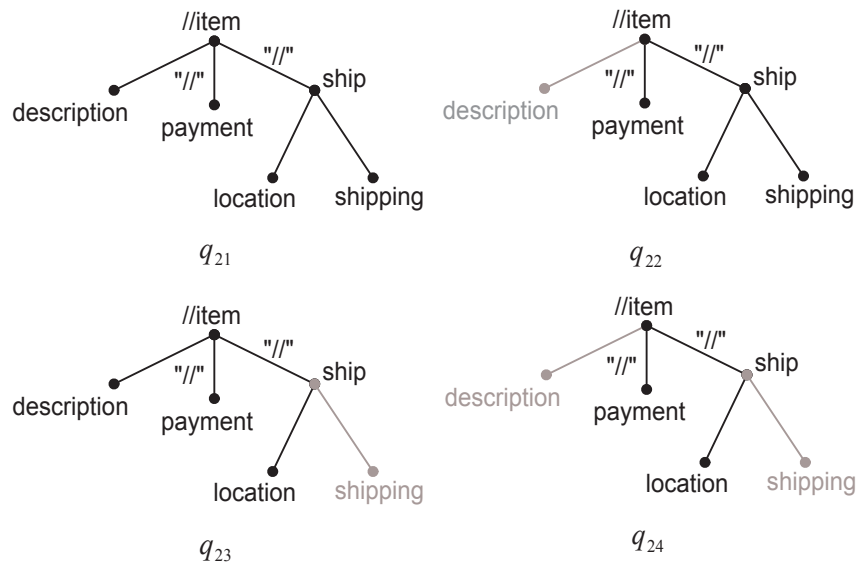 //item
"//"
"//"
ship
description
payment
location
shipping
q21
//item
"//"
"//"
ship
description
payment
location
shipping
q22
//item
"//"
"//"
ship
description
payment
location
shipping
q23
//item
"//"
"//"
ship
description
payment
location
shipping
q24